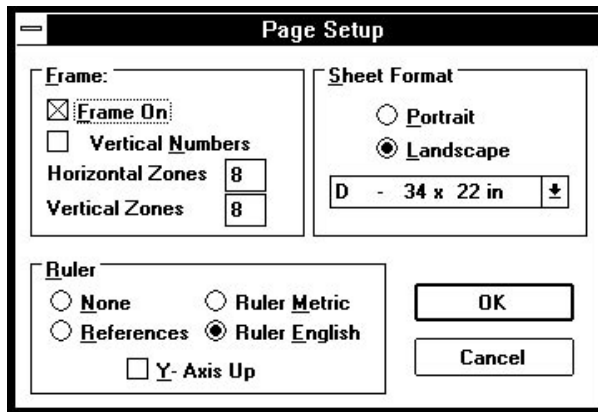 Page Setup
Frame:
Frame On
Vertical Numbers
Horizontal Zones 8
Vertical Zones 8
Sheet Format
Portrait
Landscape
D - 34 x 22 in
Ruler
None Ruler Metric
References Ruler English
Y- Axis Up
OK
Cancel